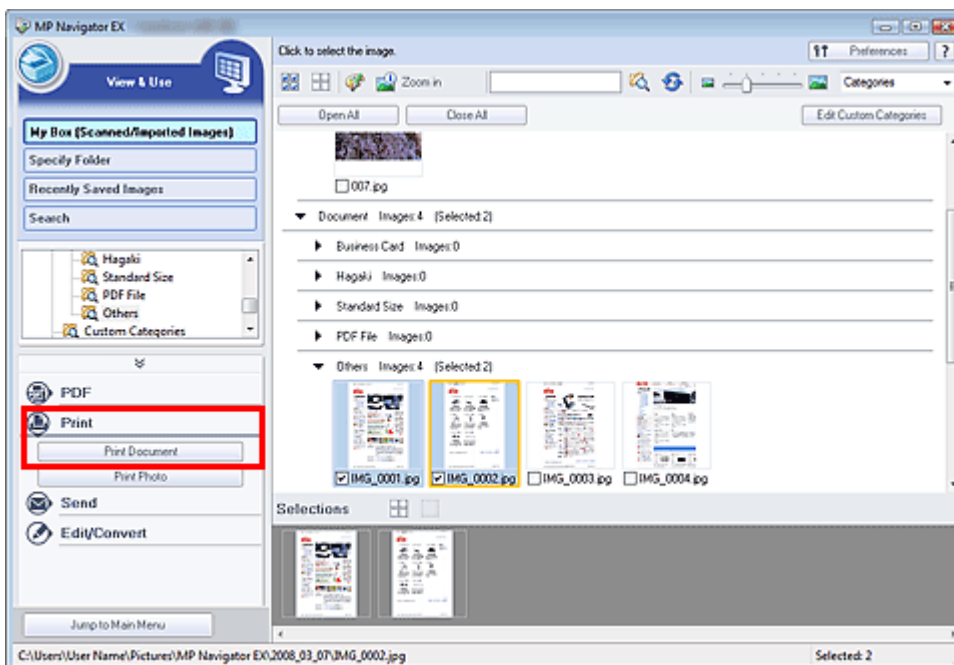 MP Navigator EX
View & Use
My Box (Scanned/Imported Images)
Specify Folder
Recently Saved Images
Search
Hagaki
Standard Size
PDF File
Others
Custom Categories
PDF
Print
Print Document
Print Photo
Send
Edit/Convert
Jump to Main Menu
Click to select the image.
Preferences
?
Zoom in
Categories
Open All
Close All
Edit Custom Categories
007.jpg
Document Images:4 (Selected:2)
Business Card Images:0
Hagaki Images:0
Standard Size Images:0
PDF File Images:0
Others Images:4 (Selected:2)
IMG_0001.jpg IMG_0002.jpg IMG_0003.jpg IMG_0004.jpg
Selections
C:\Users\User Name\Pictures\MP Navigator EX\2008_03_07\IMG_0002.jpg
Selected: 2